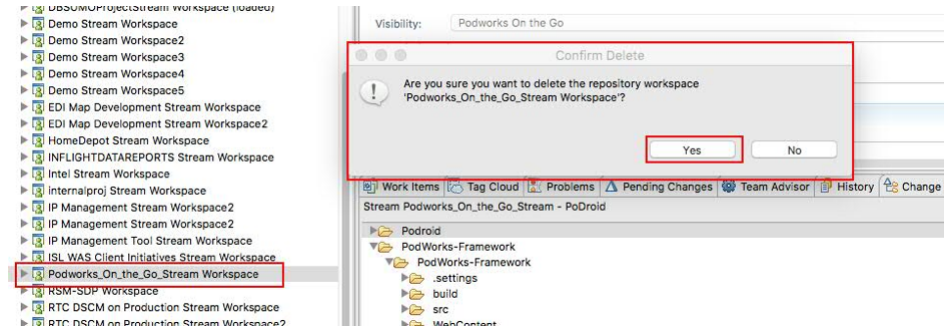 DBSOMOProjectStream Workspace (loaded)
Demo Stream Workspace
Demo Stream Workspace2
Demo Stream Workspace3
Demo Stream Workspace4
Demo Stream Workspace5
EDI Map Development Stream Workspace
EDI Map Development Stream Workspace2
HomeDepot Stream Workspace
INFLIGHTDATAREPORTS Stream Workspace
Intel Stream Workspace
internalproj Stream Workspace
IP Management Stream Workspace2
IP Management Stream Workspace2
IP Management Tool Stream Workspace
ISL WAS Client Initiatives Stream Workspace
Podworks_On_the_Go_Stream Workspace
RSM-SDP Workspace
RTC DSCM on Production Stream Workspace
RTC DSCM on Production Stream Workspace2
Visibility: Podworks On the Go
Confirm Delete
Are you sure you want to delete the repository workspace
'Podworks_On_the_Go_Stream Workspace'?
Yes No
Work Items Tag Cloud Problems Pending Changes Team Advisor History Change
Stream Podworks_On_the_Go_Stream - PoDroid
Podroid
PodWorks-Framework
PodWorks-Framework
.settings
build
src
WebContent